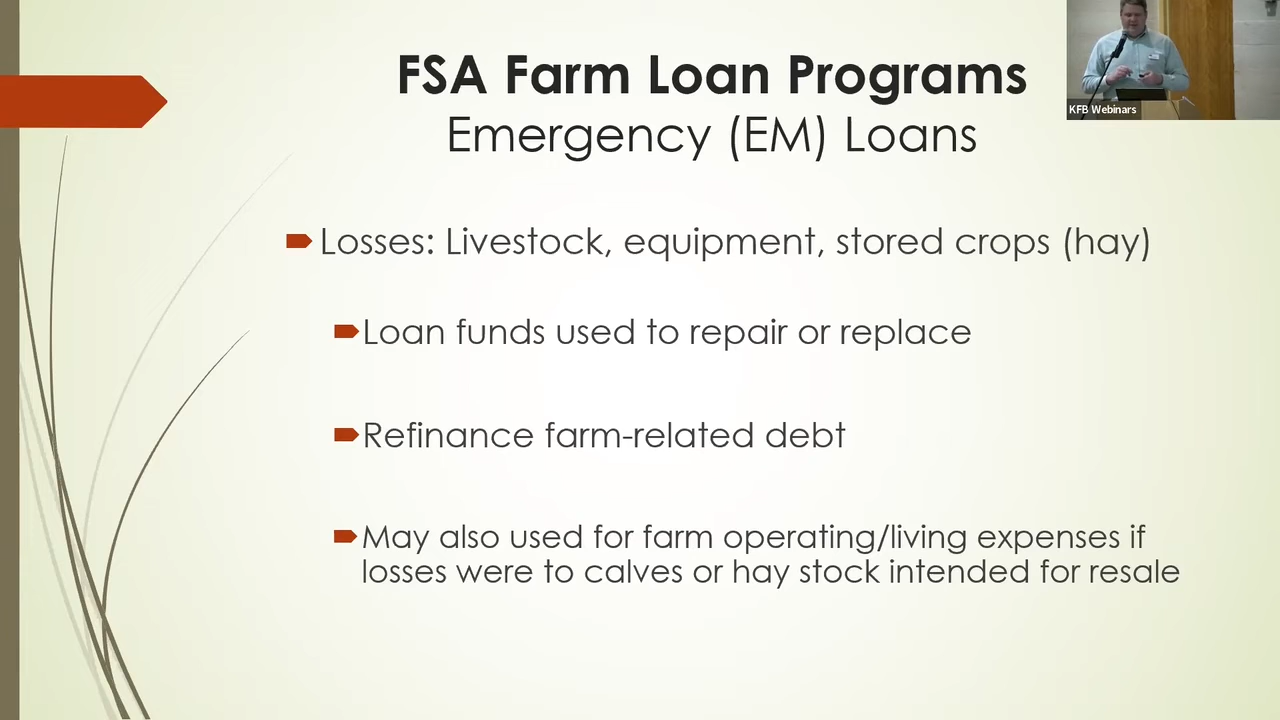 FSA Farm Loan Programs
Emergency (EM) Loans
KFB Webinars
Losses: Livestock, equipment, stored crops (hay)
Loan funds used to repair or replace
Refinance farm-related debt
May also used for farm operating/living expenses if
losses were to calves or hay stock intended for resale